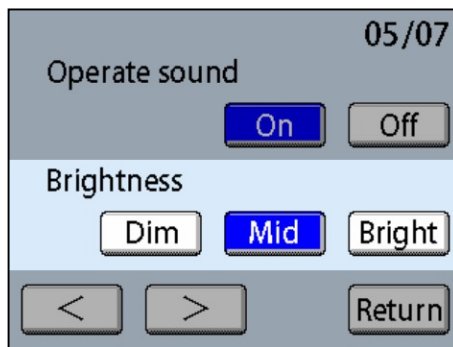 05/07
Operate sound
On Off
Brightness
Dim Mid Bright
< > Return